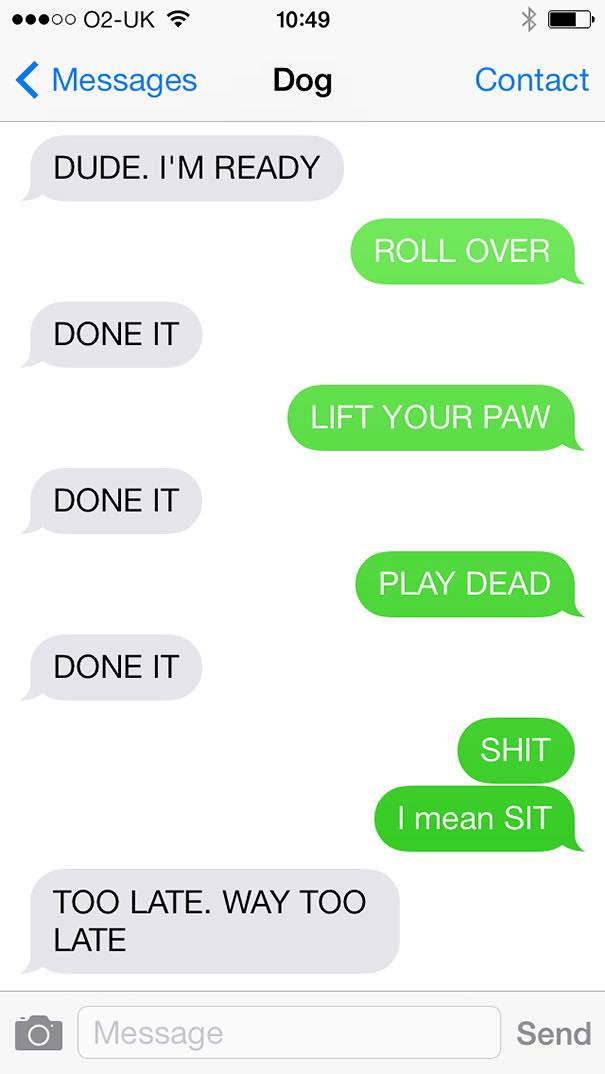 O2-UK 10:49
Messages Dog Contact
DUDE. I'M READY
ROLL OVER
DONE IT
LIFT YOUR PAW
DONE IT
PLAY DEAD
DONE IT
SHIT
I mean SIT
TOO LATE. WAY TOO
LATE
Message Send